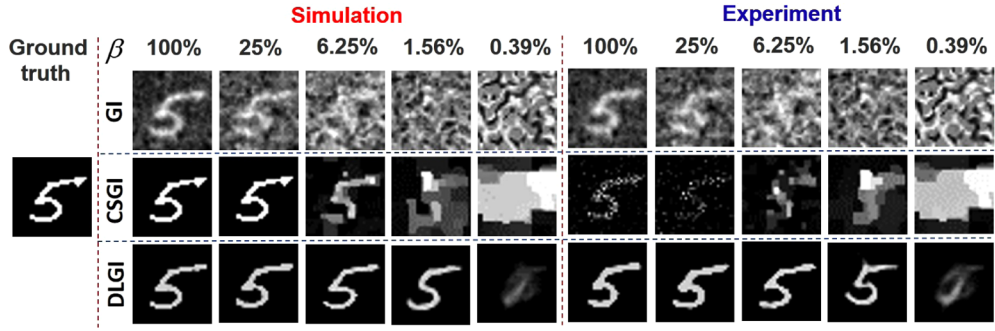 Simulation Experiment
Ground truth β 100% 25% 6.25% 1.56% 0.39% 100% 25% 6.25% 1.56% 0.39%
GI
CSGI
DLGI